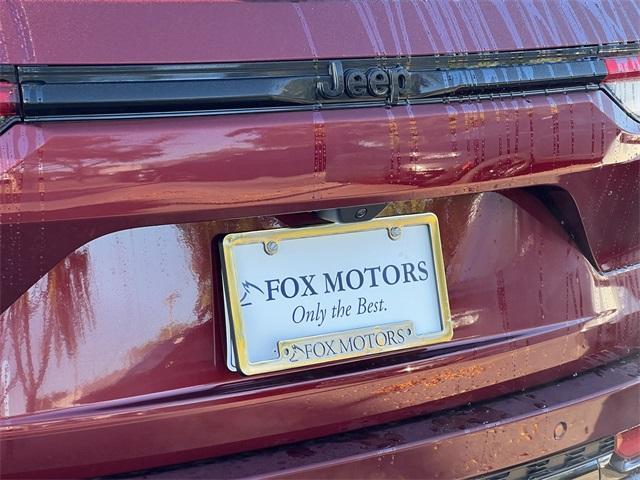 Jeep
FOX MOTORS
Only the Best.
FOX MOTORS